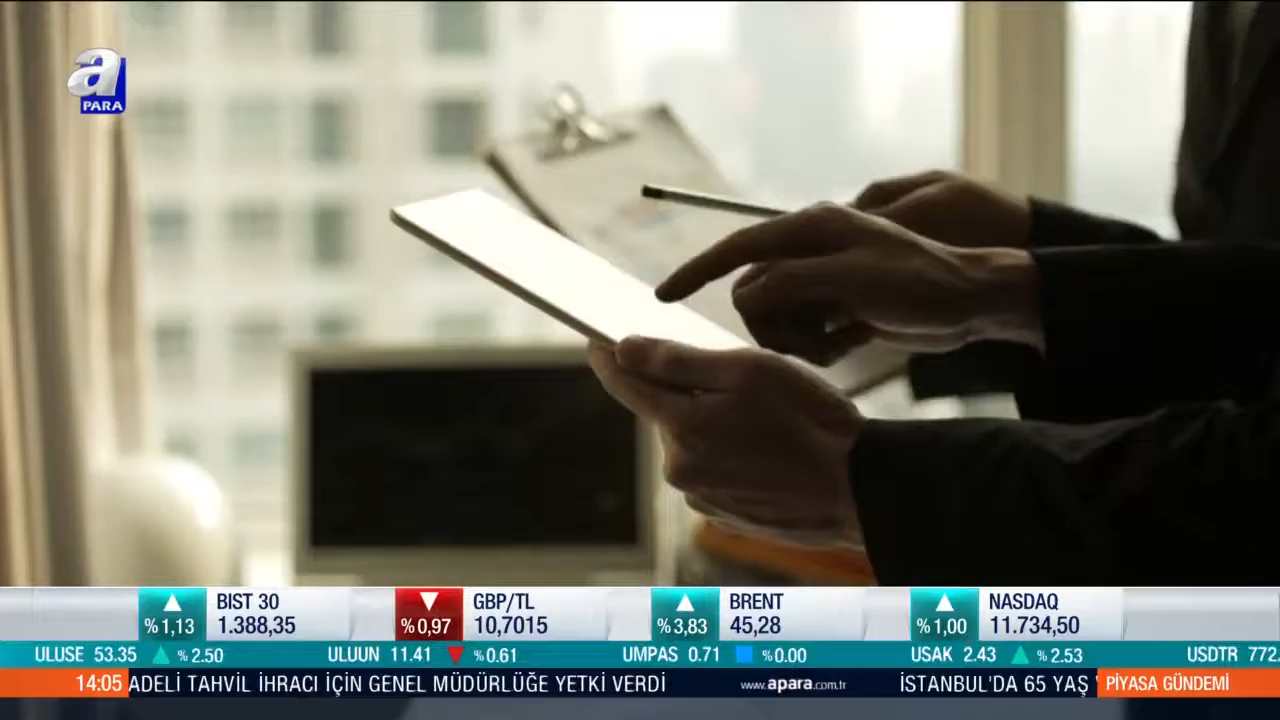 a
PARA
%1,13 BIST 30 1.388,35
%0,97 GBP/TL 10,7015
%3,83 BRENT 45,28
%1,00 NASDAQ 11.734,50
ULUSE 53.35 %2.50 ULUUN 11.41 %0.61 UMPAS 0.71 %0.00 USAK 2.43 %2.53 USDTR 772.
14:05 ADELİ TAHVİL İHRACI İÇİN GENEL MÜDÜRLÜĞE YETKİ VERDİ www.apara.com.tr İSTANBUL'DA 65 YAŞ PİYASA GÜNDEMİ